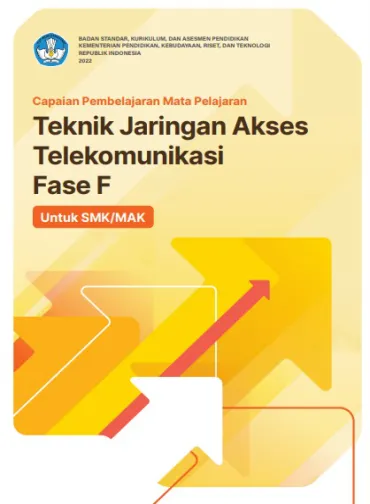 BADAN STANDAR, KURIKULUM, DAN ASESMEN PENDIDIKAN
KEMENTERIAN PENDIDIKAN, KEBUDAYAAN, RISET, DAN TEKNOLOGI
REPUBLIK INDONESIA
2022
Capaian Pembelajaran Mata Pelajaran
Teknik Jaringan Akses
Telekomunikasi
Fase F
Untuk SMK/MAK